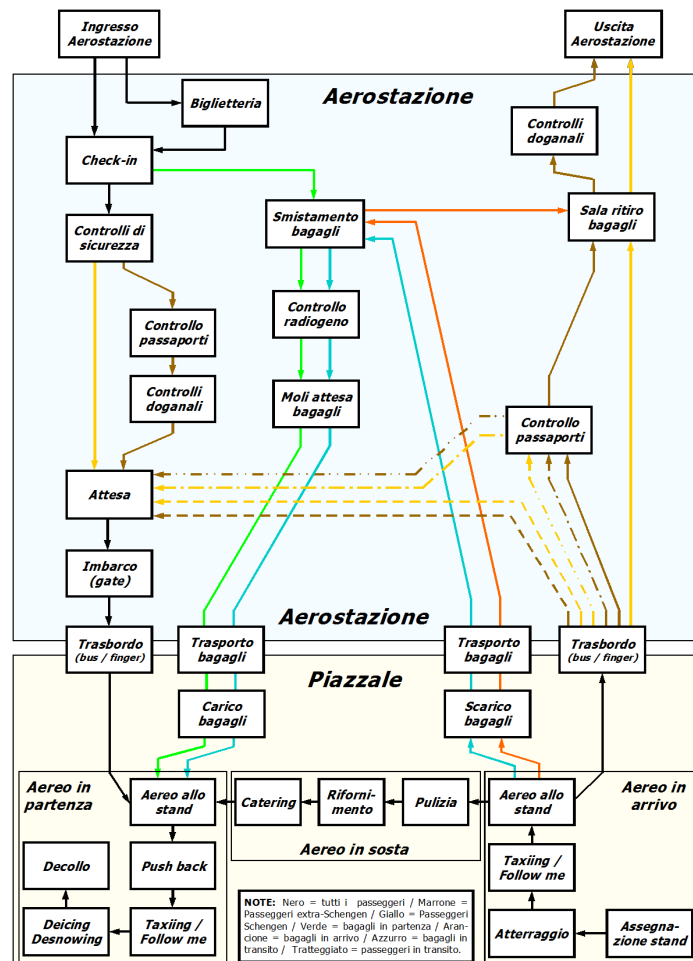 Ingresso
Aerostazione
Uscita
Aerostazione
Aerostazione
Biglietteria
Controlli
doganali
Check-in
Smistamento
bagagli
Sala ritiro
bagagli
Controlli di
sicurezza
Controllo
passaporti
Controllo
radiogeno
Controlli
doganali
Moli attesa
bagagli
Controllo
passaporti
Attesa
Imbarco
(gate)
Aerostazione
Trasbordo
(bus / finger)
Trasporto
bagagli
Trasporto
bagagli
Trasbordo
(bus / finger)
Piazzale
Carico
bagagli
Scarico
bagagli
Aereo in
partenza
Aereo allo
stand
Catering
Riforni-
mento
Pulizia
Aereo allo
stand
Aereo in
arrivo
Aereo in sosta
Decollo
Push back
Taxiing /
Follow me
Deicing
Desnowing
Taxiing /
Follow me
NOTE: Nero = tutti i passeggeri / Marrone =
Passeggeri extra-Schengen / Giallo = Passeggeri
Schengen / Verde = bagagli in partenza / Aran-
cione = bagagli in arrivo / Azzurro = bagagli in
transito / Tratteggiato = passeggeri in transito.
Atterraggio
Assegna-
zione stand